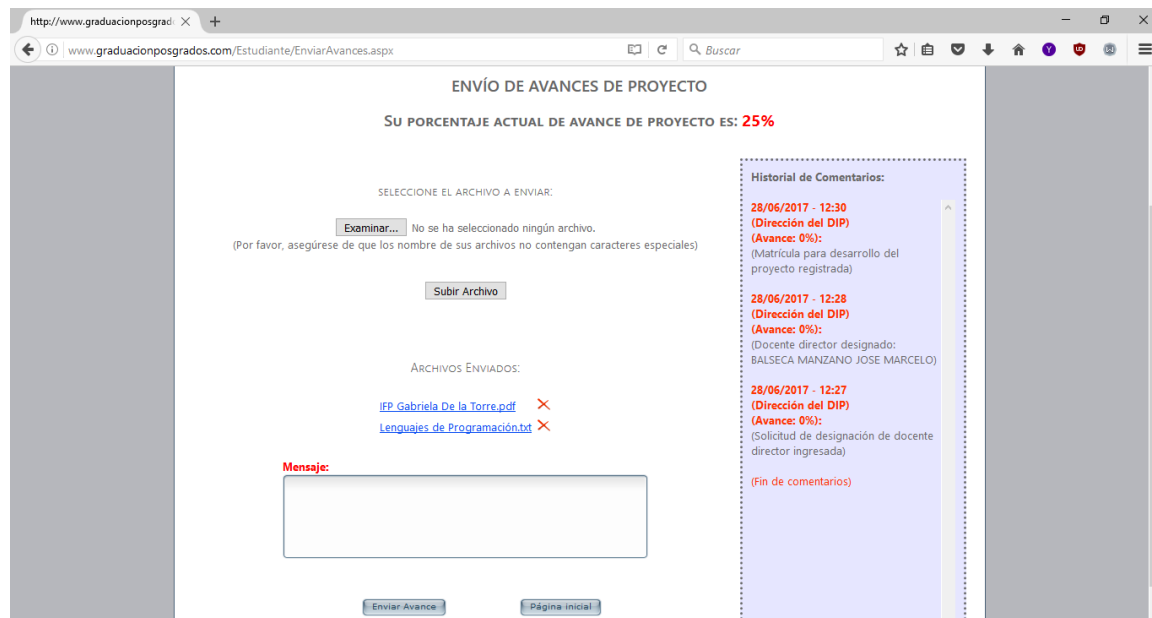 http://www.graduacionposgrad
www.graduacionposgrados.com/Estudiante/EnviarAvances.aspx
Buscar
ENVÍO DE AVANCES DE PROYECTO
SU PORCENTAJE ACTUAL DE AVANCE DE PROYECTO ES: 25%
SELECCIONE EL ARCHIVO A ENVIAR:
Examinar... No se ha seleccionado ningún archivo.
(Por favor, asegúrese de que los nombre de sus archivos no contengan caracteres especiales)
Subir Archivo
ARCHIVOS ENVIADOS:
IFP Gabriela De la Torre.pdf
Lenguajes de Programación.txt
Mensaje:
Enviar Avance
Página inicial
Historial de Comentarios:
28/06/2017 - 12:30
(Dirección del DIP)
(Avance: 0%):
(Matrícula para desarrollo del
proyecto registrada)
28/06/2017 - 12:28
(Dirección del DIP)
(Avance: 0%):
(Docente director designado:
BALSECA MANZANO JOSE MARCELO)
28/06/2017 - 12:27
(Dirección del DIP)
(Avance: 0%):
(Solicitud de designación de docente
director ingresada)
(Fin de comentarios)